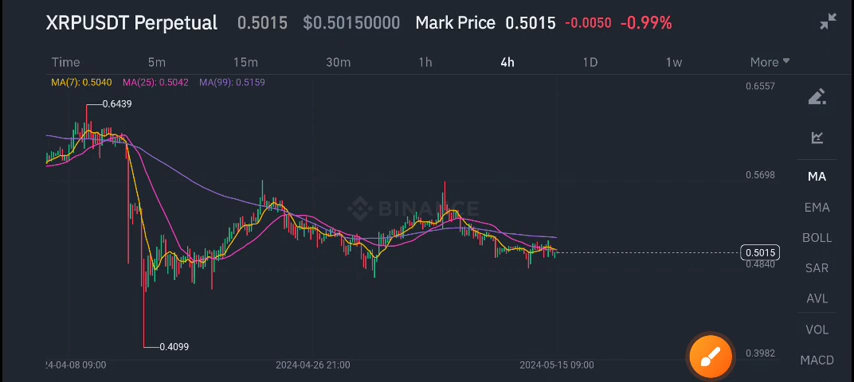 XRPUSDT Perpetual 0.5015 $0.50150000 Mark Price 0.5015 -0.0050 -0.99%
Time 5m 15m 30m 1h 4h 1D 1w More
MA(7): 0.5040 MA(25): 0.5042 MA(99): 0.5159
0.6557
0.6439
MA
0.5698
EMA
BINANCE
BOLL
0.5015
0.4840
SAR
AVL
VOL
0.4099
0.3982
MACD
24-04-08 09:00 2024-04-26 21:00 2024-05-15 09:00